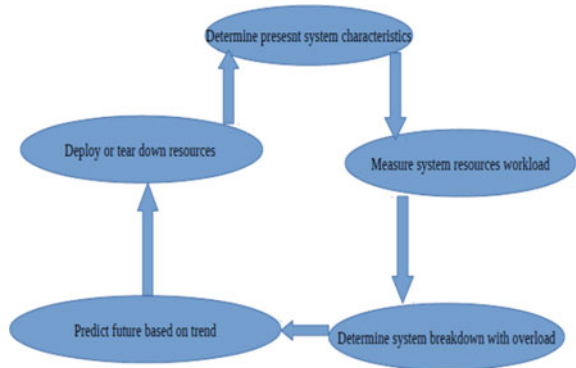 Determine presesnt system characteristics
Deploy or tear down resources
Measure system resources workload
Predict future based on trend
Determine system breakdown with overload